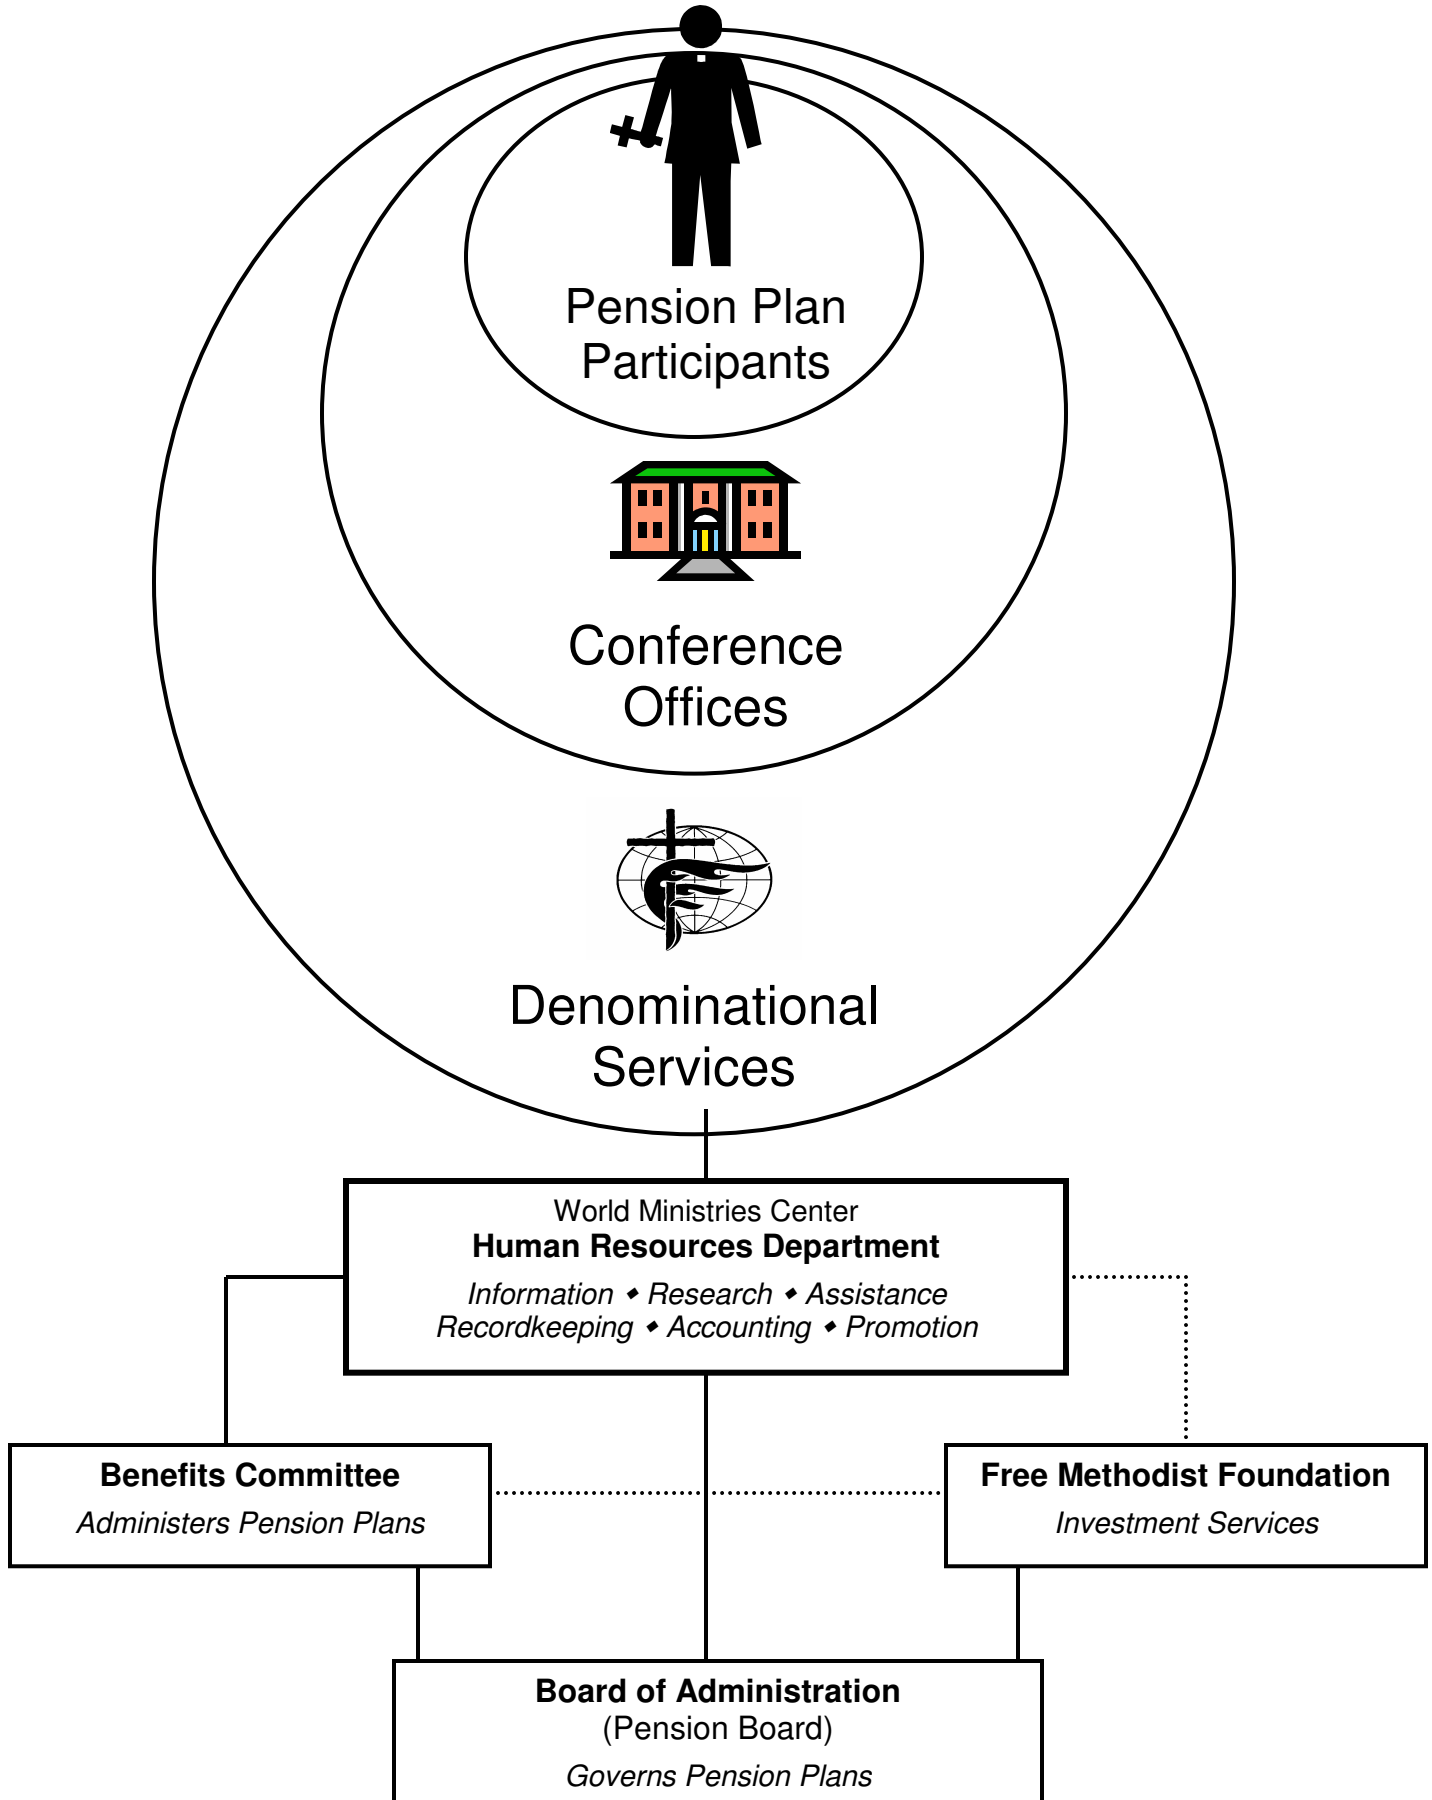 Pension Plan
Participants
Conference
Offices
Denominational
Services
World Ministries Center
Human Resources Department
Information ◆ Research ◆ Assistance
Recordkeeping ◆ Accounting ◆ Promotion
Benefits Committee
Administers Pension Plans
Free Methodist Foundation
Investment Services
Board of Administration
(Pension Board)
Governs Pension Plans